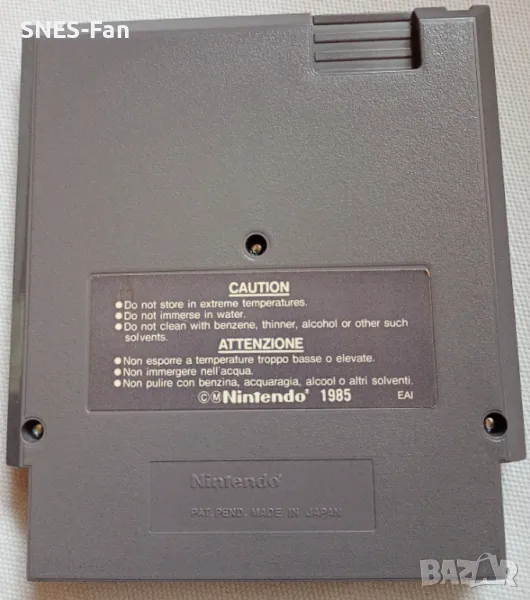 SNES-Fan
CAUTION
●Do not store in extreme temperatures.
●Do not immerse in water.
●Do not clean with benzene, thinner, alcohol or other such
solvents.
ATTENZIONE
●Non esporre a temperature troppo basse o elevate.
●Non immergere nell'acqua.
●Non pulire con benzina, acquaragia, alcool o altri solventi.
ⒸⓂNintendo® 1985 EAI
Nintendo®
PAT. PEND. MADE IN JAPAN
BAZAR